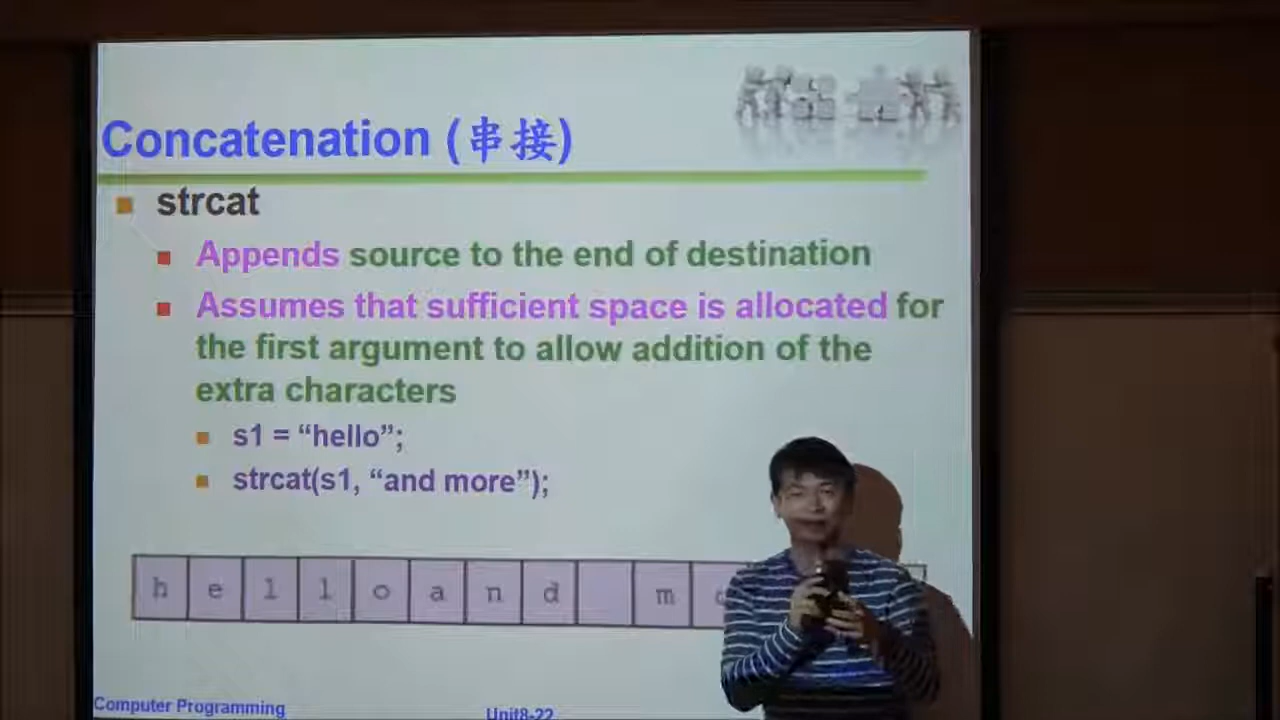 Concatenation (串接)
strcat
Appends source to the end of destination
Assumes that sufficient space is allocated for
the first argument to allow addition of the
extra characters
s1 = “hello”;
strcat(s1, “and more”);
h e l l o a n d m
Computer Programming
Unit8-22